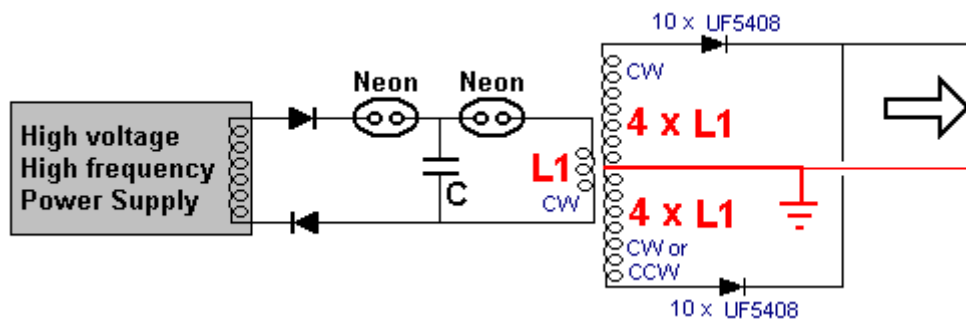 10 x UF5408
Neon
Neon
High voltage
High frequency
Power Supply
C
L1
CW
CW
4 x L1
4 x L1
CW or
CCW
10 x UF5408